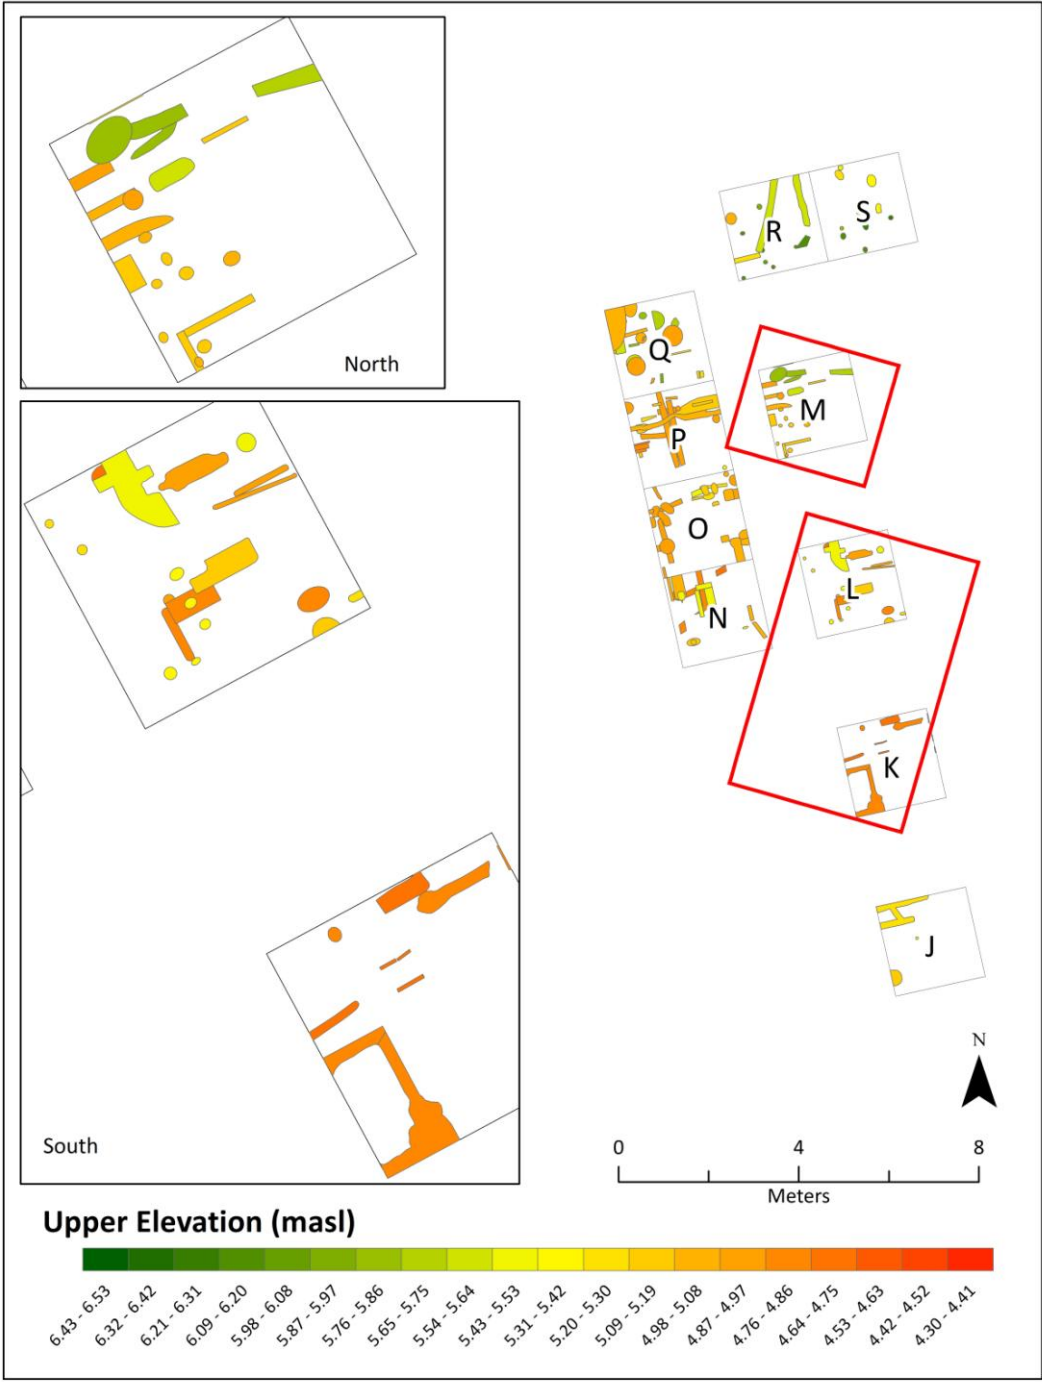 North
R
S
Q
M
P
O
L
N
K
J
South
N
0 4 8
Meters
Upper Elevation (masl)
6.43 - 6.53
6.32 - 6.42
6.21 - 6.31
6.09 - 6.20
5.98 - 6.08
5.87 - 5.97
5.76 - 5.86
5.65 - 5.75
5.54 - 5.64
5.43 - 5.53
5.31 - 5.42
5.20 - 5.30
5.09 - 5.19
4.98 - 5.08
4.87 - 4.97
4.76 - 4.86
4.64 - 4.75
4.53 - 4.63
4.42 - 4.52
4.30 - 4.41